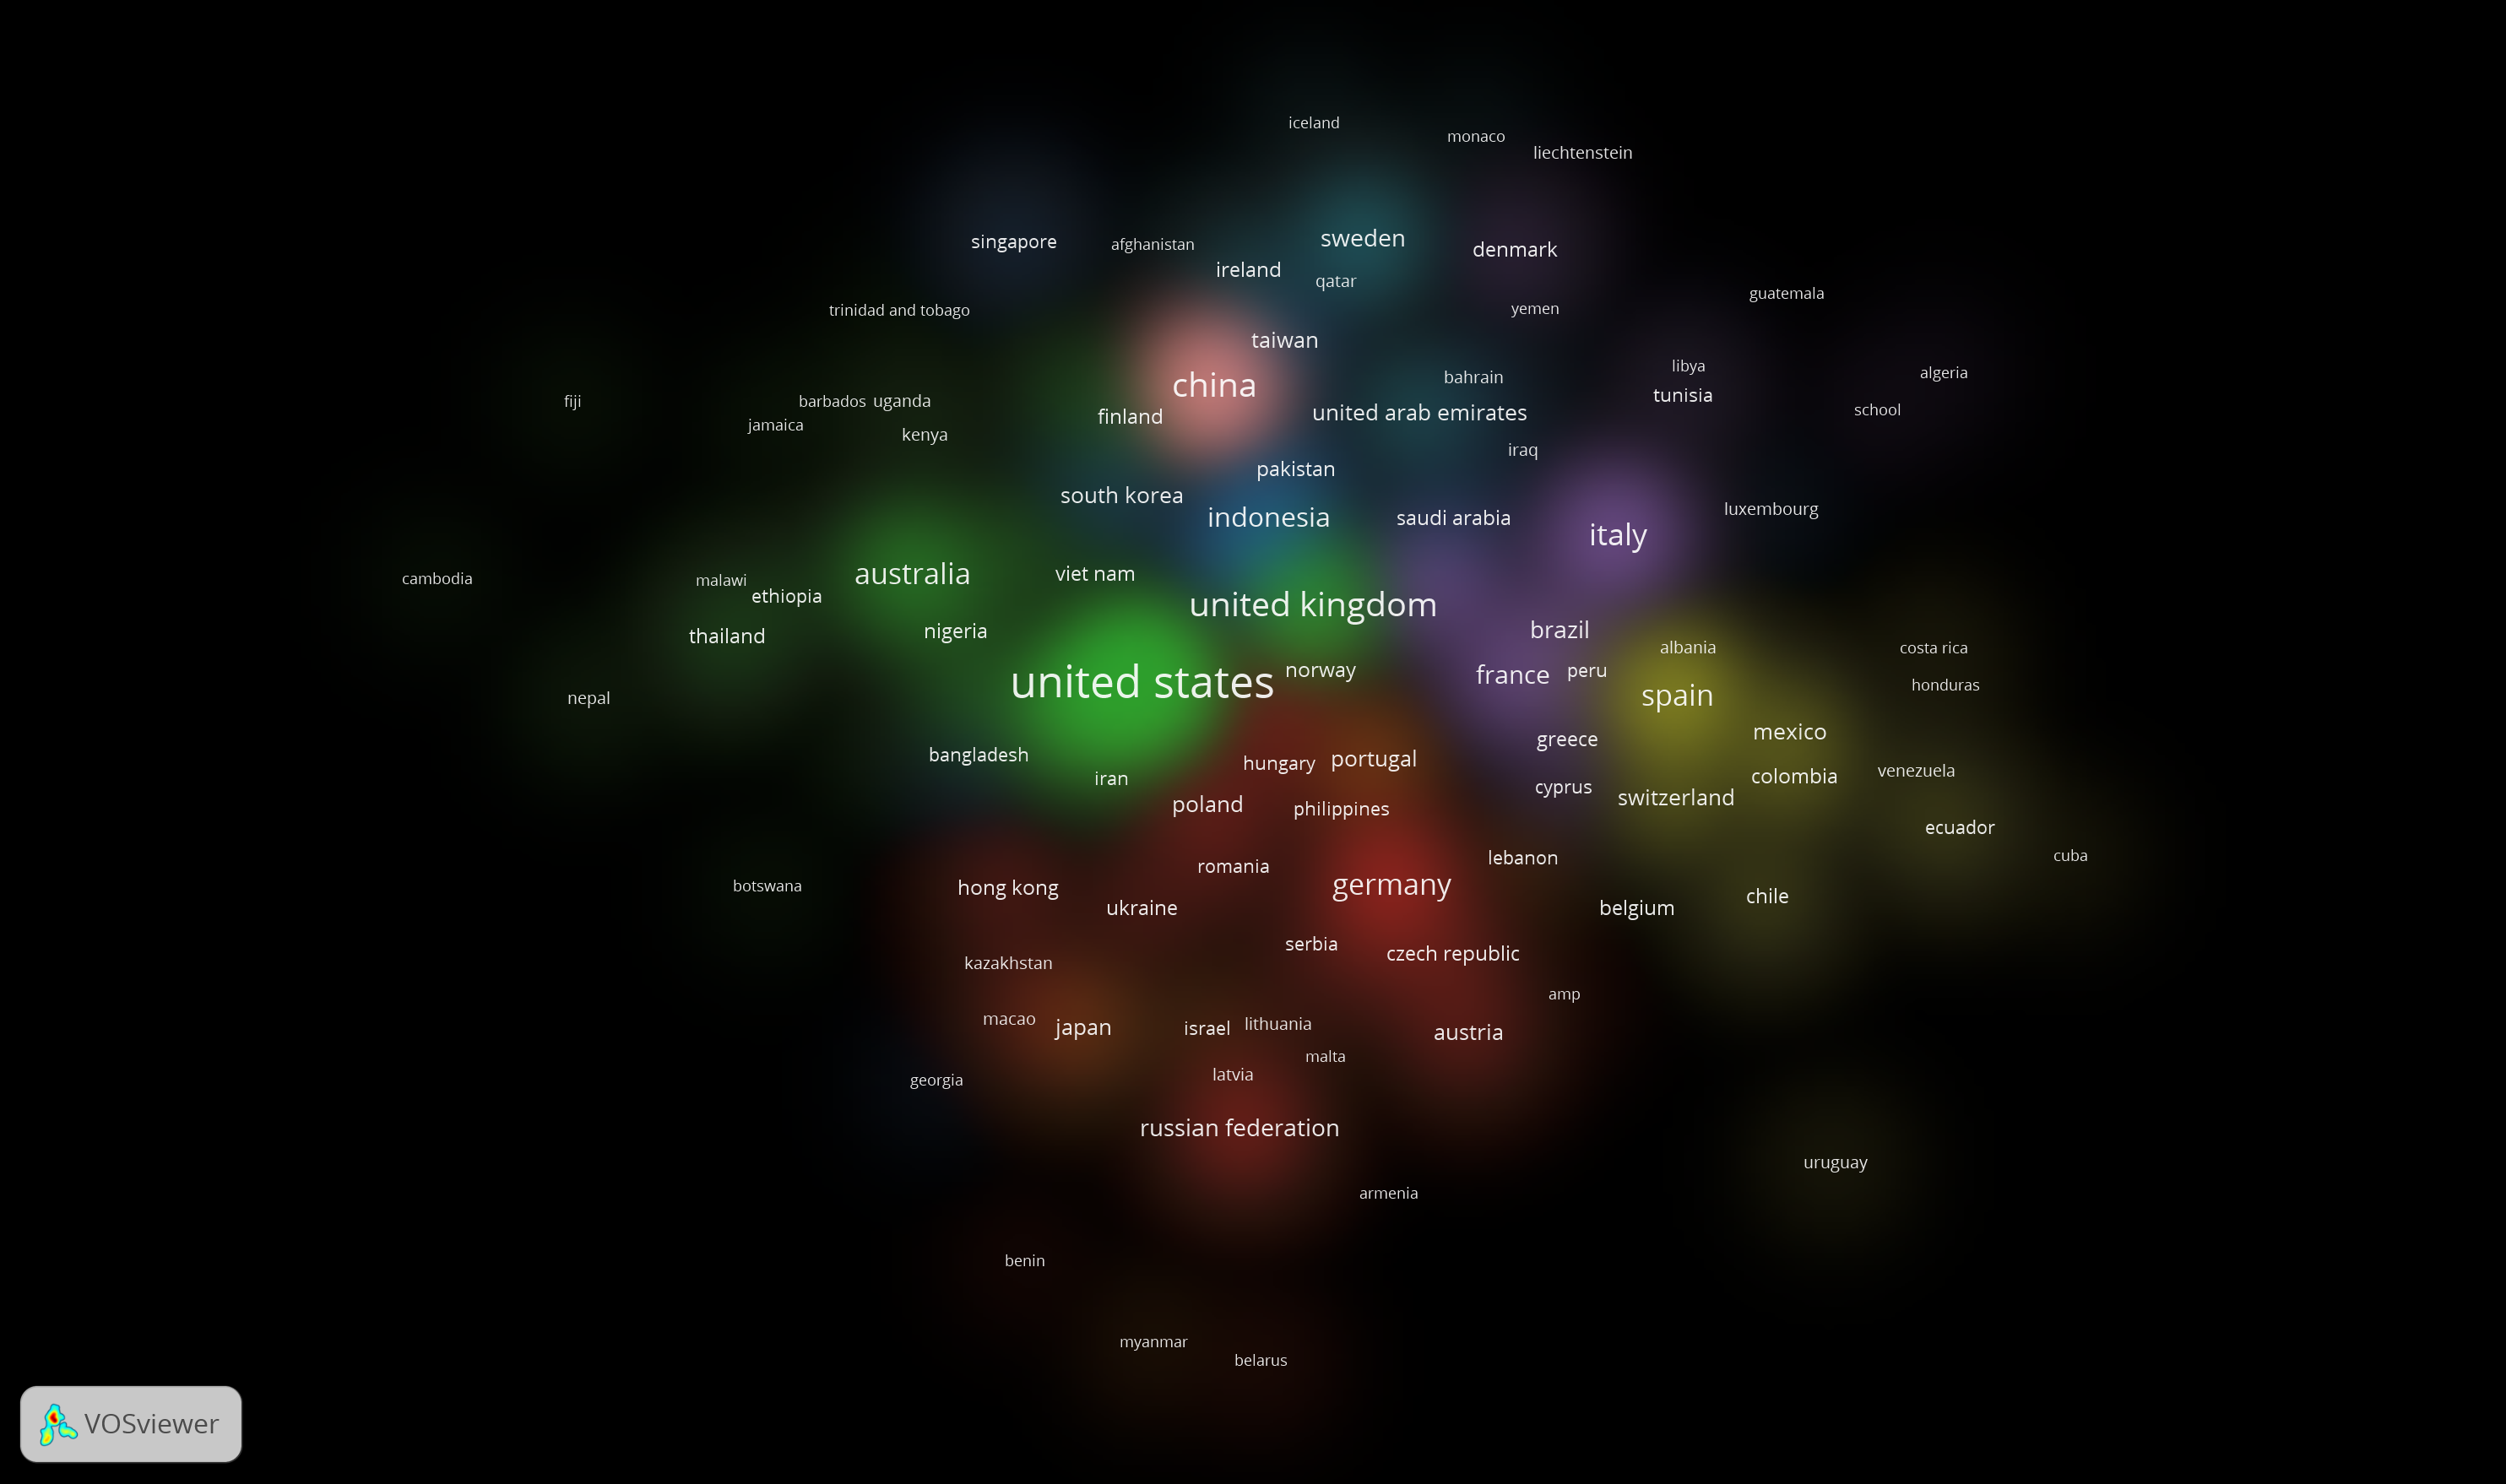 iceland
monaco
liechtenstein
sweden
singapore
afghanistan
denmark
ireland
qatar
guatemala
trinidad and tobago
yemen
taiwan
libya
algeria
bahrain
china
tunisia
fiji
barbados
uganda
school
united arab emirates
finland
jamaica
kenya
iraq
pakistan
south korea
luxembourg
indonesia
saudi arabia
italy
australia
viet nam
cambodia
malawi
ethiopia
united kingdom
brazil
nigeria
thailand
albania
costa rica
norway
peru
france
united states
honduras
spain
nepal
mexico
greece
bangladesh
portugal
hungary
venezuela
colombia
iran
cyprus
switzerland
poland
philippines
ecuador
cuba
lebanon
romania
germany
botswana
hong kong
chile
ukraine
belgium
serbia
czech republic
kazakhstan
amp
macao
lithuania
japan
israel
austria
malta
latvia
georgia
russian federation
uruguay
armenia
benin
myanmar
belarus
VOSviewer